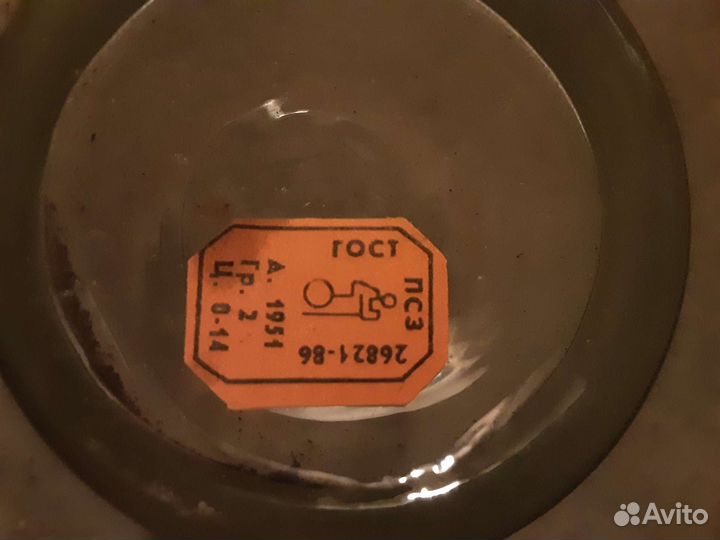 ГОСТ
ПСЗ
26821-86
А. 1951
Гр. 2
Ц. 0-14
Avito